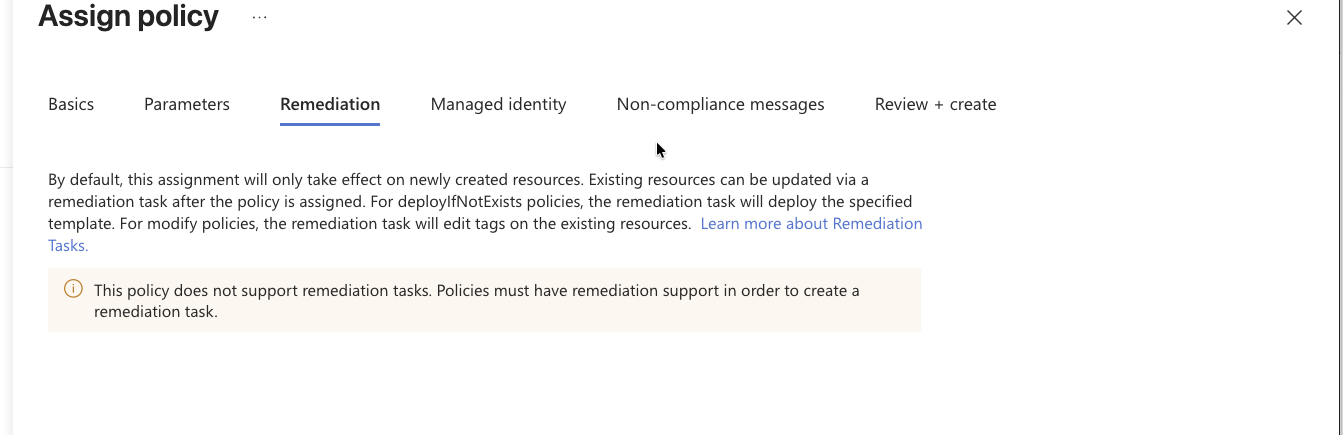 Assign policy ...
Basics Parameters Remediation Managed identity Non-compliance messages Review + create
By default, this assignment will only take effect on newly created resources. Existing resources can be updated via a
remediation task after the policy is assigned. For deployIfNotExists policies, the remediation task will deploy the specified
template. For modify policies, the remediation task will edit tags on the existing resources. Learn more about Remediation
Tasks.
This policy does not support remediation tasks. Policies must have remediation support in order to create a
remediation task.